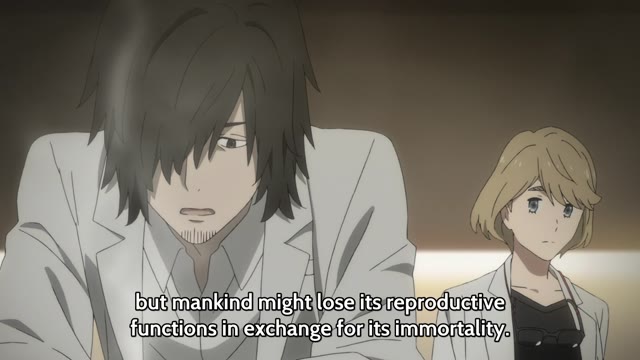 but mankind might lose its reproductive
functions in exchange for its immortality.